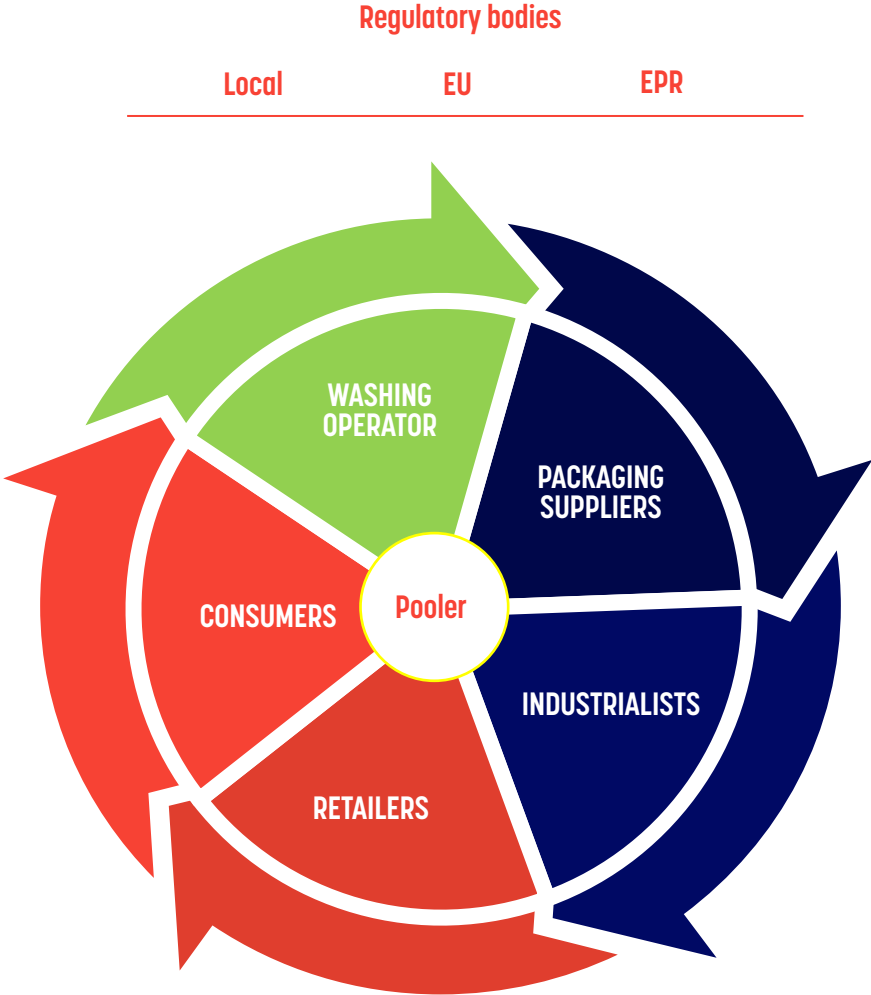 Regulatory bodies
Local EU EPR
WASHING
OPERATOR
PACKAGING
SUPPLIERS
CONSUMERS
Pooler
INDUSTRIALISTS
RETAILERS